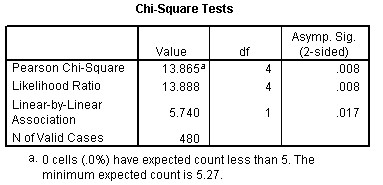 Chi-Square Tests
Value df Asymp. Sig. (2-sided)
Pearson Chi-Square 13.865a 4 .008
Likelihood Ratio 13.888 4 .008
Linear-by-Linear Association 5.740 1 .017
N of Valid Cases 480
a. 0 cells (.0%) have expected count less than 5. The
minimum expected count is 5.27.